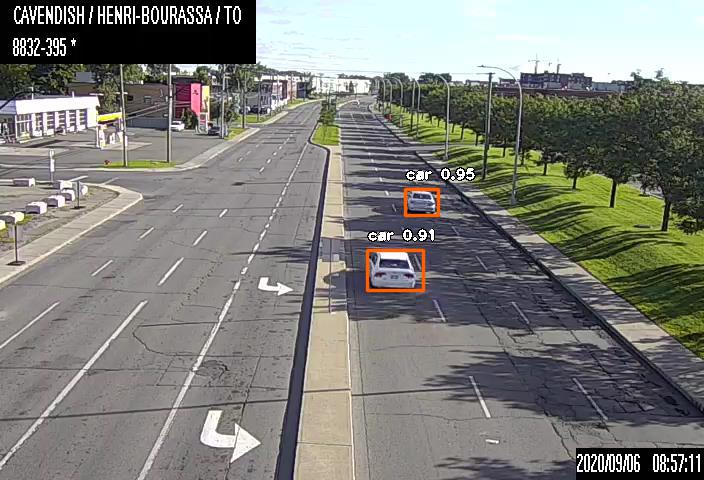 CAVENDISH / HENRI-BOURASSA / TO
8832-395 *
car 0.95
car 0.91
2020/09/06 08:57:11